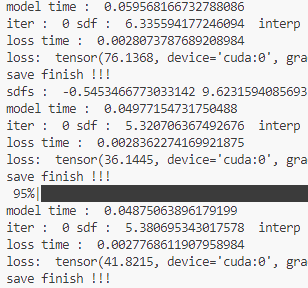 model time :  0.059568166732788086
iter :  0 sdf :  6.335594177246094  interp
loss time :  0.0028073787689208984
loss:  tensor(76.1368, device='cuda:0', gra
save finish !!!
sdfs :  -0.5453466773033142 9.6231594085693
model time :  0.04977154731750488
iter :  0 sdf :  5.320706367492676  interp
loss time :  0.0028362274169921875
loss:  tensor(36.1445, device='cuda:0', gra
save finish !!!
95%|
model time :  0.04875063896179199
iter :  0 sdf :  5.380695343017578  interp
loss time :  0.0027768611907958984
loss:  tensor(41.8215, device='cuda:0', gra
save finish !!!